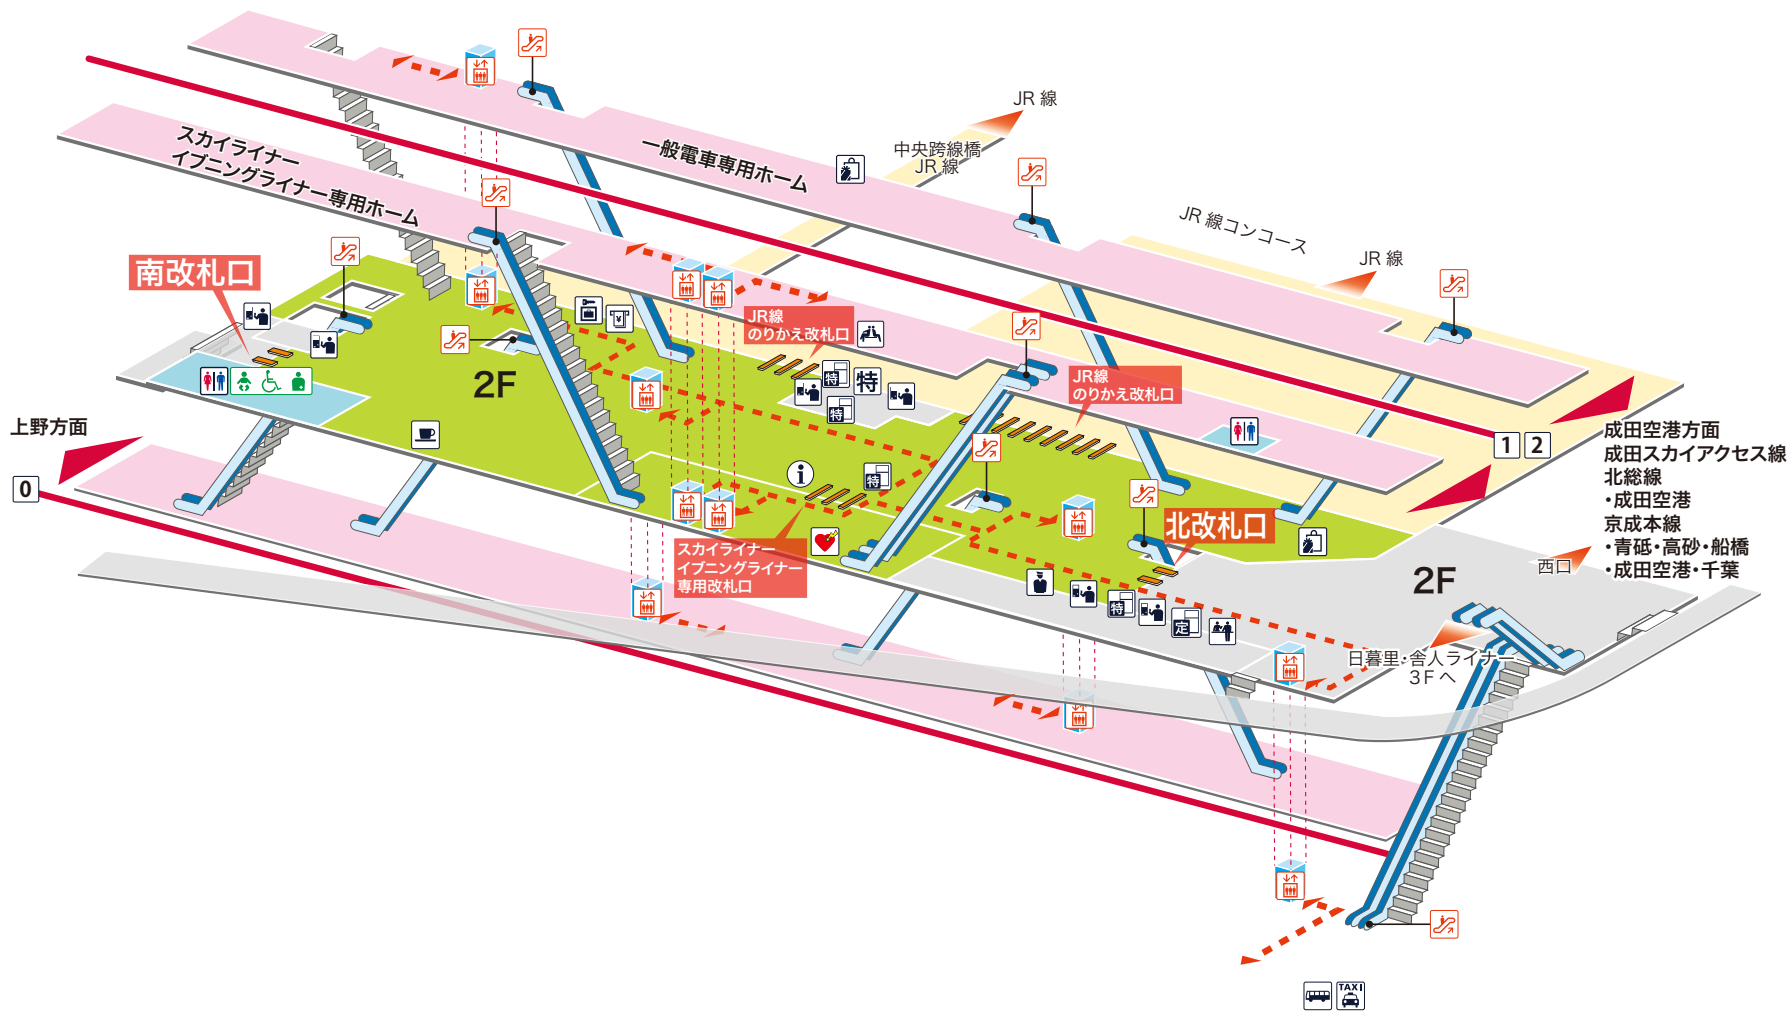 JR 線
中央跨線橋
JR 線
一般電車専用ホーム
スカイライナー
イブニングライナー専用ホーム
JR 線コンコース
JR 線
南改札口
JR線
のりかえ改札口
特
特
特
JR線
のりかえ改札口
2F
上野方面
0
1
2
成田空港方面
成田スカイアクセス線
北総線
・成田空港
京成本線
・青砥・高砂・船橋
・成田空港・千葉
i
特
スカイライナー
イブニングライナー
専用改札口
北改札口
西口
2F
特
定
日暮里・舎人ライナー
3F へ
¥
TAXI